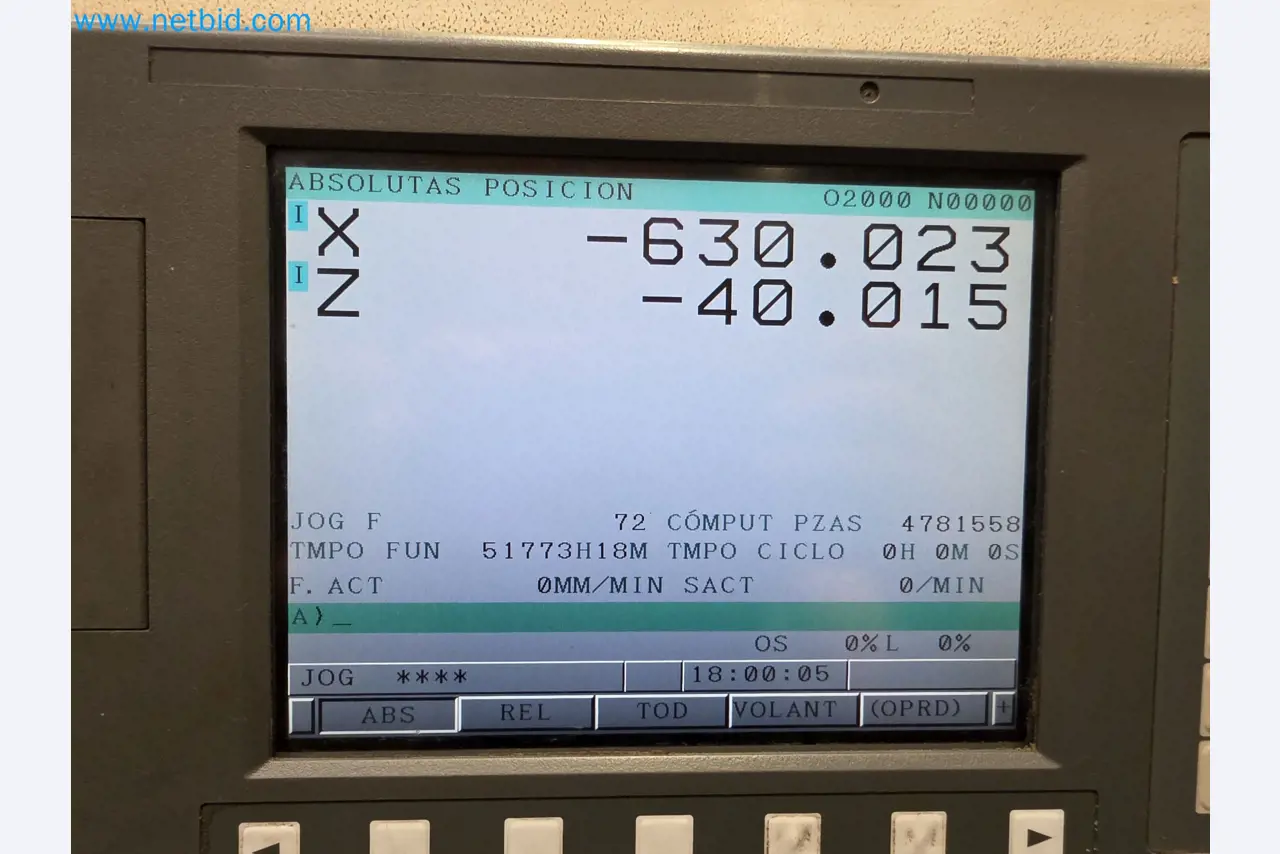 www.netbid.com
ABSOLUTAS POSICION O2000 N00000
I X -630.023
I Z -40.015
JOG F 72 CÓMPUT PZAS 4781558
TMPO FUN 51773H18M TMPO CICLO 0H 0M 0S
F. ACT 0MM/MIN SACT 0/MIN
A)_
OS 0% L 0%
JOG **** 18:00:05
ABS REL TOD VOLANT (OPRD) +